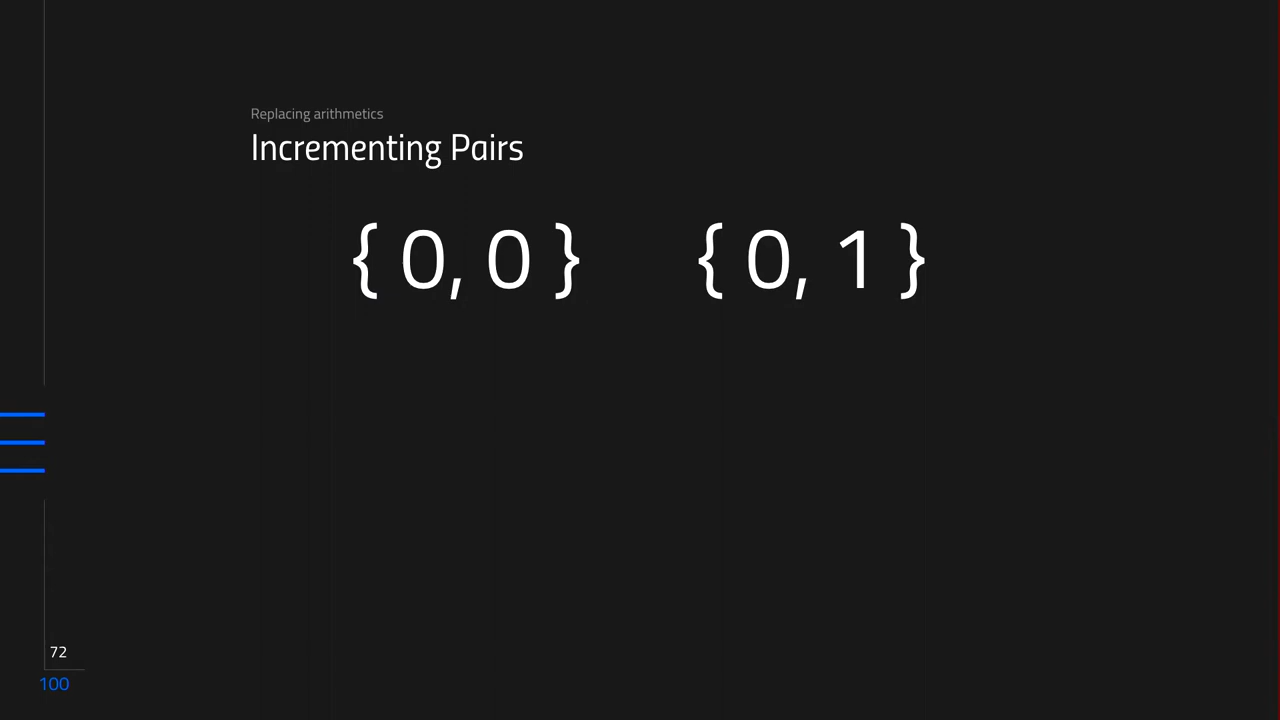 Replacing arithmetics
Incrementing Pairs
{ 0, 0 } { 0, 1 }
72
100